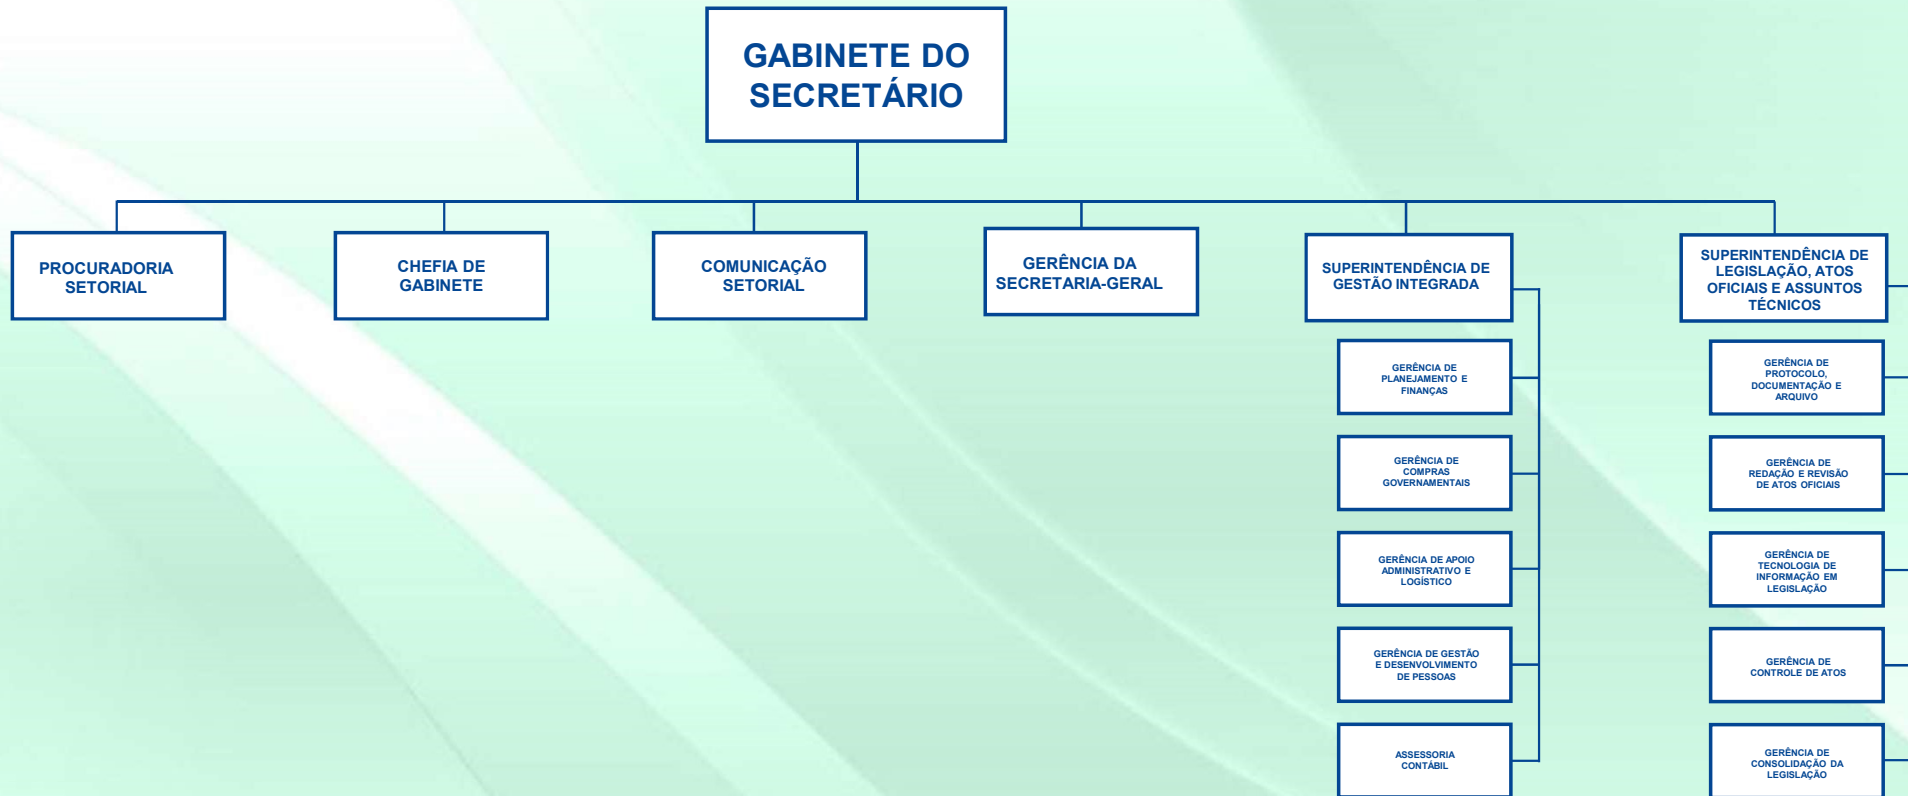 GABINETE DO
SECRETÁRIO
PROCURADORIA
SETORIAL
CHEFIA DE
GABINETE
COMUNICAÇÃO
SETORIAL
GERÊNCIA DA
SECRETARIA-GERAL
SUPERINTENDÊNCIA DE
GESTÃO INTEGRADA
GERÊNCIA DE
PLANEJAMENTO E
FINANÇAS
GERÊNCIA DE
COMPRAS
GOVERNAMENTAIS
GERÊNCIA DE APOIO
ADMINISTRATIVO E
LOGÍSTICO
GERÊNCIA DE GESTÃO
E DESENVOLVIMENTO
DE PESSOAS
ASSESSORIA
CONTÁBIL
SUPERINTENDÊNCIA DE
LEGISLAÇÃO, ATOS
OFICIAIS E ASSUNTOS
TÉCNICOS
GERÊNCIA DE
PROTOCOLO,
DOCUMENTAÇÃO E
ARQUIVO
GERÊNCIA DE
REDAÇÃO E REVISÃO
DE ATOS OFICIAIS
GERÊNCIA DE
TECNOLOGIA DE
INFORMAÇÃO EM
LEGISLAÇÃO
GERÊNCIA DE
CONTROLE DE ATOS
GERÊNCIA DE
CONSOLIDAÇÃO DA
LEGISLAÇÃO